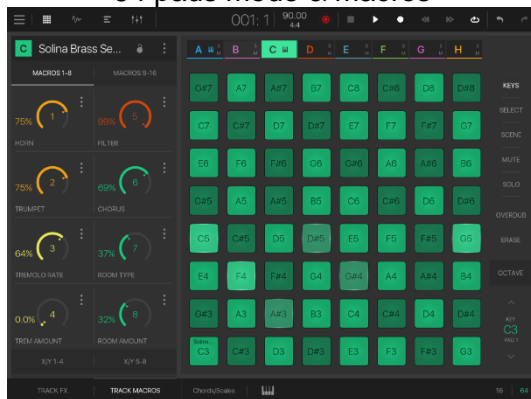 64 pads mode & macros
001:1 90.00 4.4
C Solina Brass Se...
MACROS 1-8 MACROS 9-16
75% 1 99% 5
HORN FILTER
75% 2 69% 6
TRUMPET CHORUS
64% 3 37% 7
TREMOLO RATE ROOM TYPE
0.0% 4 32% 8
TREM AMOUNT ROOM AMOUNT
X/Y 1-4 X/Y 5-8
TRACK FX TRACK MACROS
A B S M C D S M E S M F S M G S M H S M
G#7 A7 A#7 B7 C8 C#8 D8 D#8
C7 C#7 D7 D#7 E7 F7 F#7 G7
E6 F6 F#6 G6 G#6 A6 A#6 B6
G#5 A5 A#5 B5 C6 C#6 D6 D#6
C5 C#5 D5 D#5 E5 F5 F#5 G5
E4 F4 F#4 G4 G#4 A4 A#4 B4
G#3 A3 A#3 B3 C4 C#4 D4 D#4
Solina...
C3 C#3 D3 D#3 E3 F3 F#3 G3
KEYS
SELECT
SCENE
MUTE
SOLO
OVERDUB
ERASE
OCTAVE
KEY
C3
PAD 1
Chords/Scales 16 64